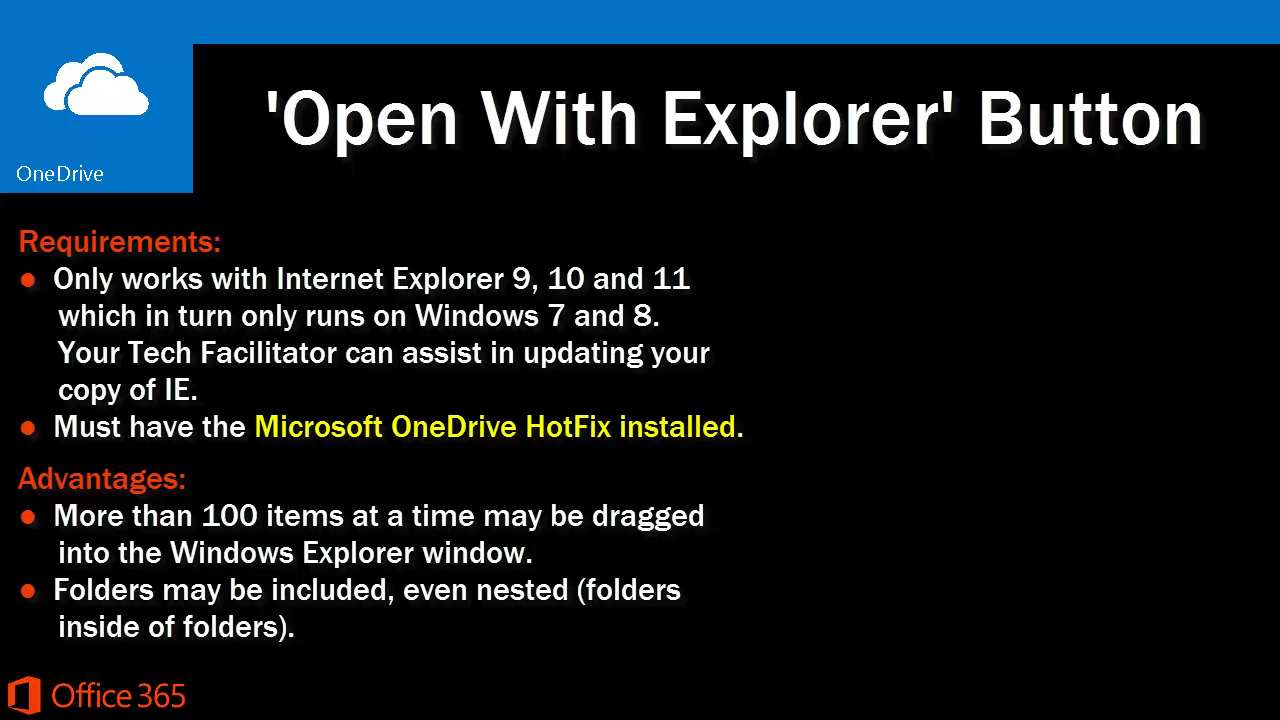 OneDrive
'Open With Explorer' Button
Requirements:
● Only works with Internet Explorer 9, 10 and 11
which in turn only runs on Windows 7 and 8.
Your Tech Facilitator can assist in updating your
copy of IE.
● Must have the Microsoft OneDrive HotFix installed.
Advantages:
● More than 100 items at a time may be dragged
into the Windows Explorer window.
● Folders may be included, even nested (folders
inside of folders).
Office 365